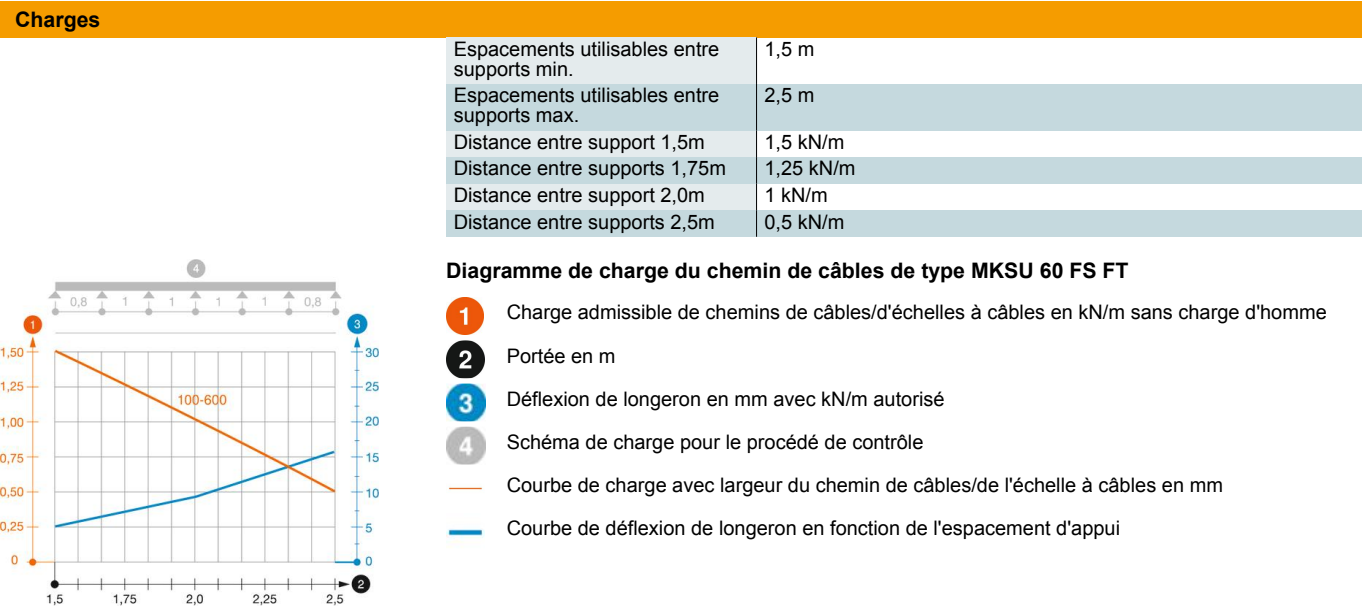 Charges
Espacements utilisables entre
supports min.
1,5 m
Espacements utilisables entre
supports max.
2,5 m
Distance entre support 1,5m
1,5 kN/m
Distance entre supports 1,75m
1,25 kN/m
Distance entre support 2,0m
1 kN/m
Distance entre supports 2,5m
0,5 kN/m
4
0,8 1 1 1 1 0,8
1
3
1,50
1,25
1,00
0,75
0,50
0,25
0
100-600
30
25
20
15
10
5
0
2
1,5 1,75 2,0 2,25 2,5
Diagramme de charge du chemin de câbles de type MKSU 60 FS FT
1 Charge admissible de chemins de câbles/d'échelles à câbles en kN/m sans charge d'homme
2 Portée en m
3 Déflexion de longeron en mm avec kN/m autorisé
4 Schéma de charge pour le procédé de contrôle
Courbe de charge avec largeur du chemin de câbles/de l'échelle à câbles en mm
Courbe de déflexion de longeron en fonction de l'espacement d'appui